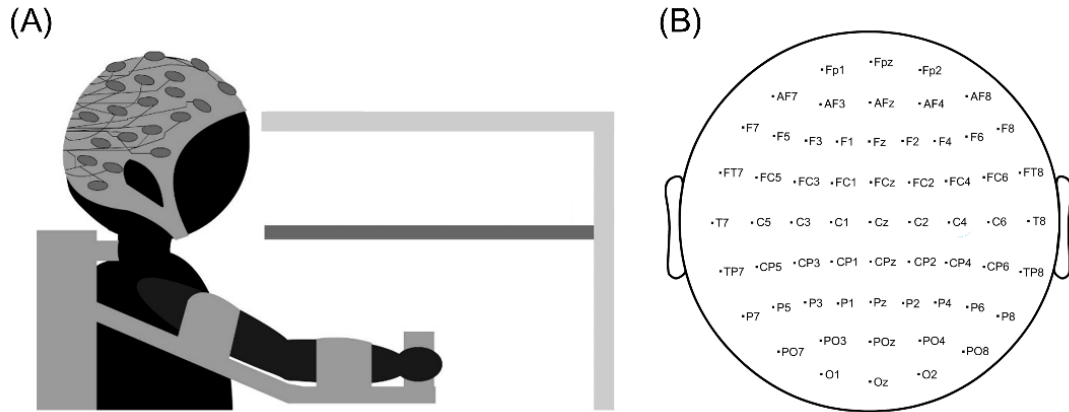 (A)
(B)
Fp1 Fpz Fp2
AF7 AF3 AFz AF4 AF8
F7 F5 F3 F1 Fz F2 F4 F6 F8
FT7 FC5 FC3 FC1 FCz FC2 FC4 FC6 FT8
T7 C5 C3 C1 Cz C2 C4 C6 T8
TP7 CP5 CP3 CP1 CPz CP2 CP4 CP6 TP8
P7 P5 P3 P1 Pz P2 P4 P6 P8
PO7 PO3 POz PO4 PO8
O1 Oz O2